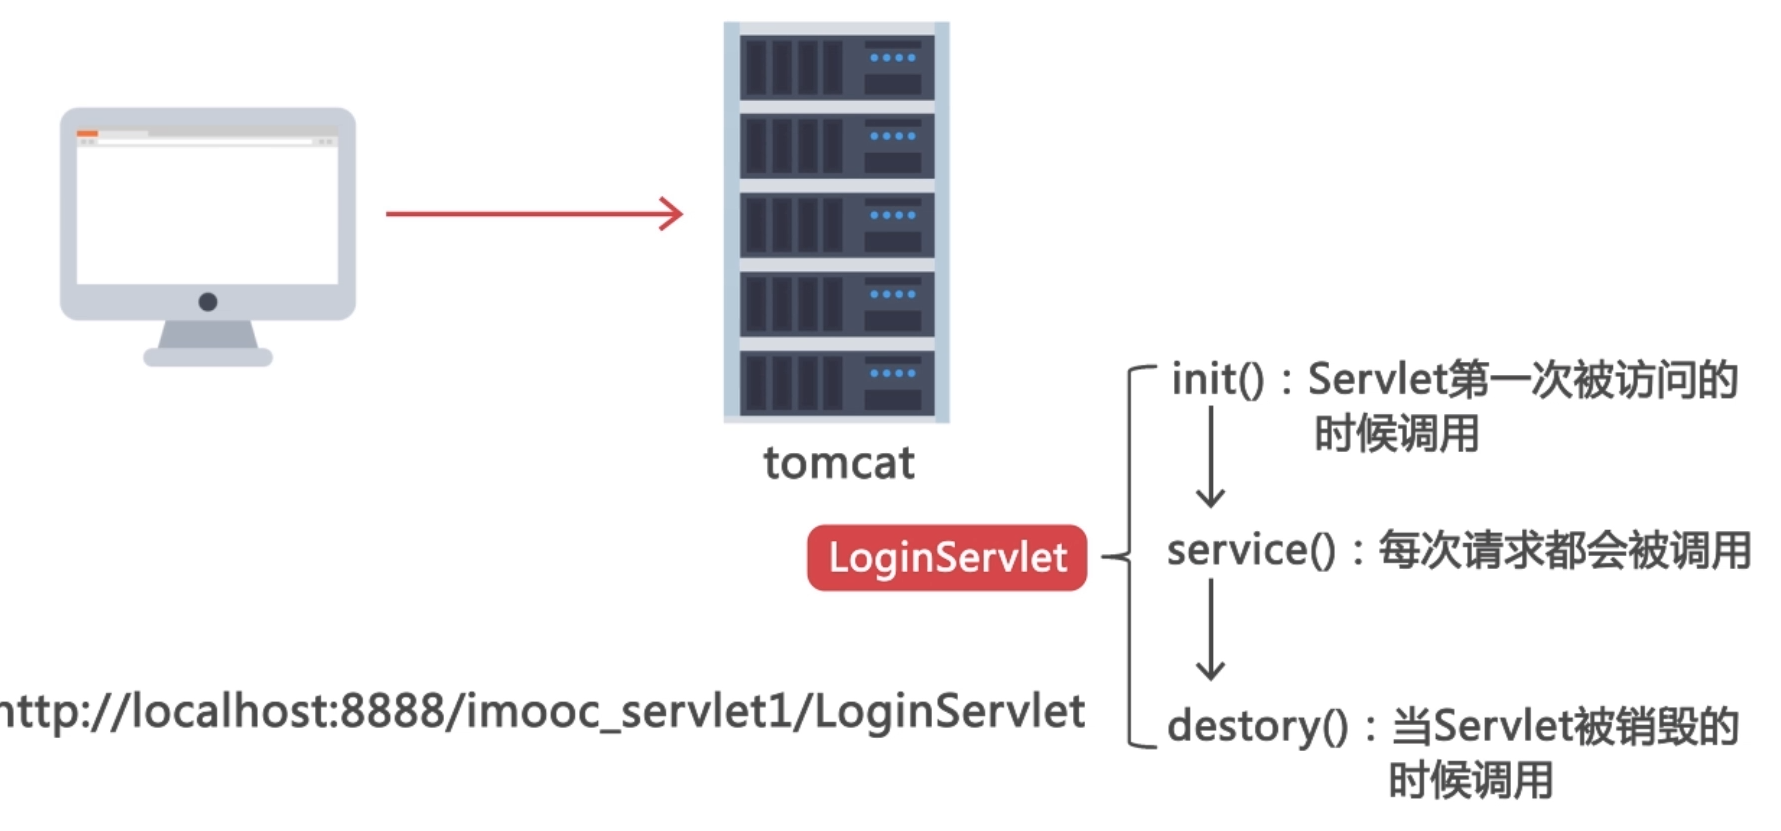 tomcat
LoginServlet
http://localhost:8888/imooc_servlet1/LoginServlet
init()：Servlet第一次被访问的
时候调用
service()：每次请求都会被调用
destory()：当Servlet被销毁的
时候调用